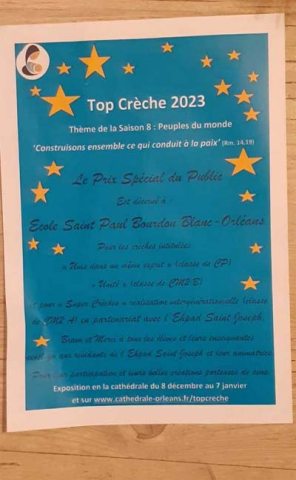 Top Crèche 2023
Thème de la Saison 8 : Peuples du monde
'Construisons ensemble ce qui conduit à la paix' (Rm. 14,19)
Le Prix Spécial du Public
Est décerné à :
Ecole Saint Paul Bourdon Blanc-Orléans
Pour les crèches intitulées
« Unis dans un même esprit » (classe de CP)
« Unité » (classe de CM2 B)
et pour « Super Crèche » réalisation intergénérationnelle (classe
de CM2 A) en partenariat avec l'Ehpad Saint Joseph.
Bravo et Merci à tous les élèves et leurs enseignantes
ainsi qu'aux résidents de l'Ehpad Saint Joseph et leur animatrice
Pour leur participation et leurs belles créations porteuses de sens.
Exposition en la cathédrale du 8 décembre au 7 janvier
et sur www.cathedrale-orleans.fr/topcreche